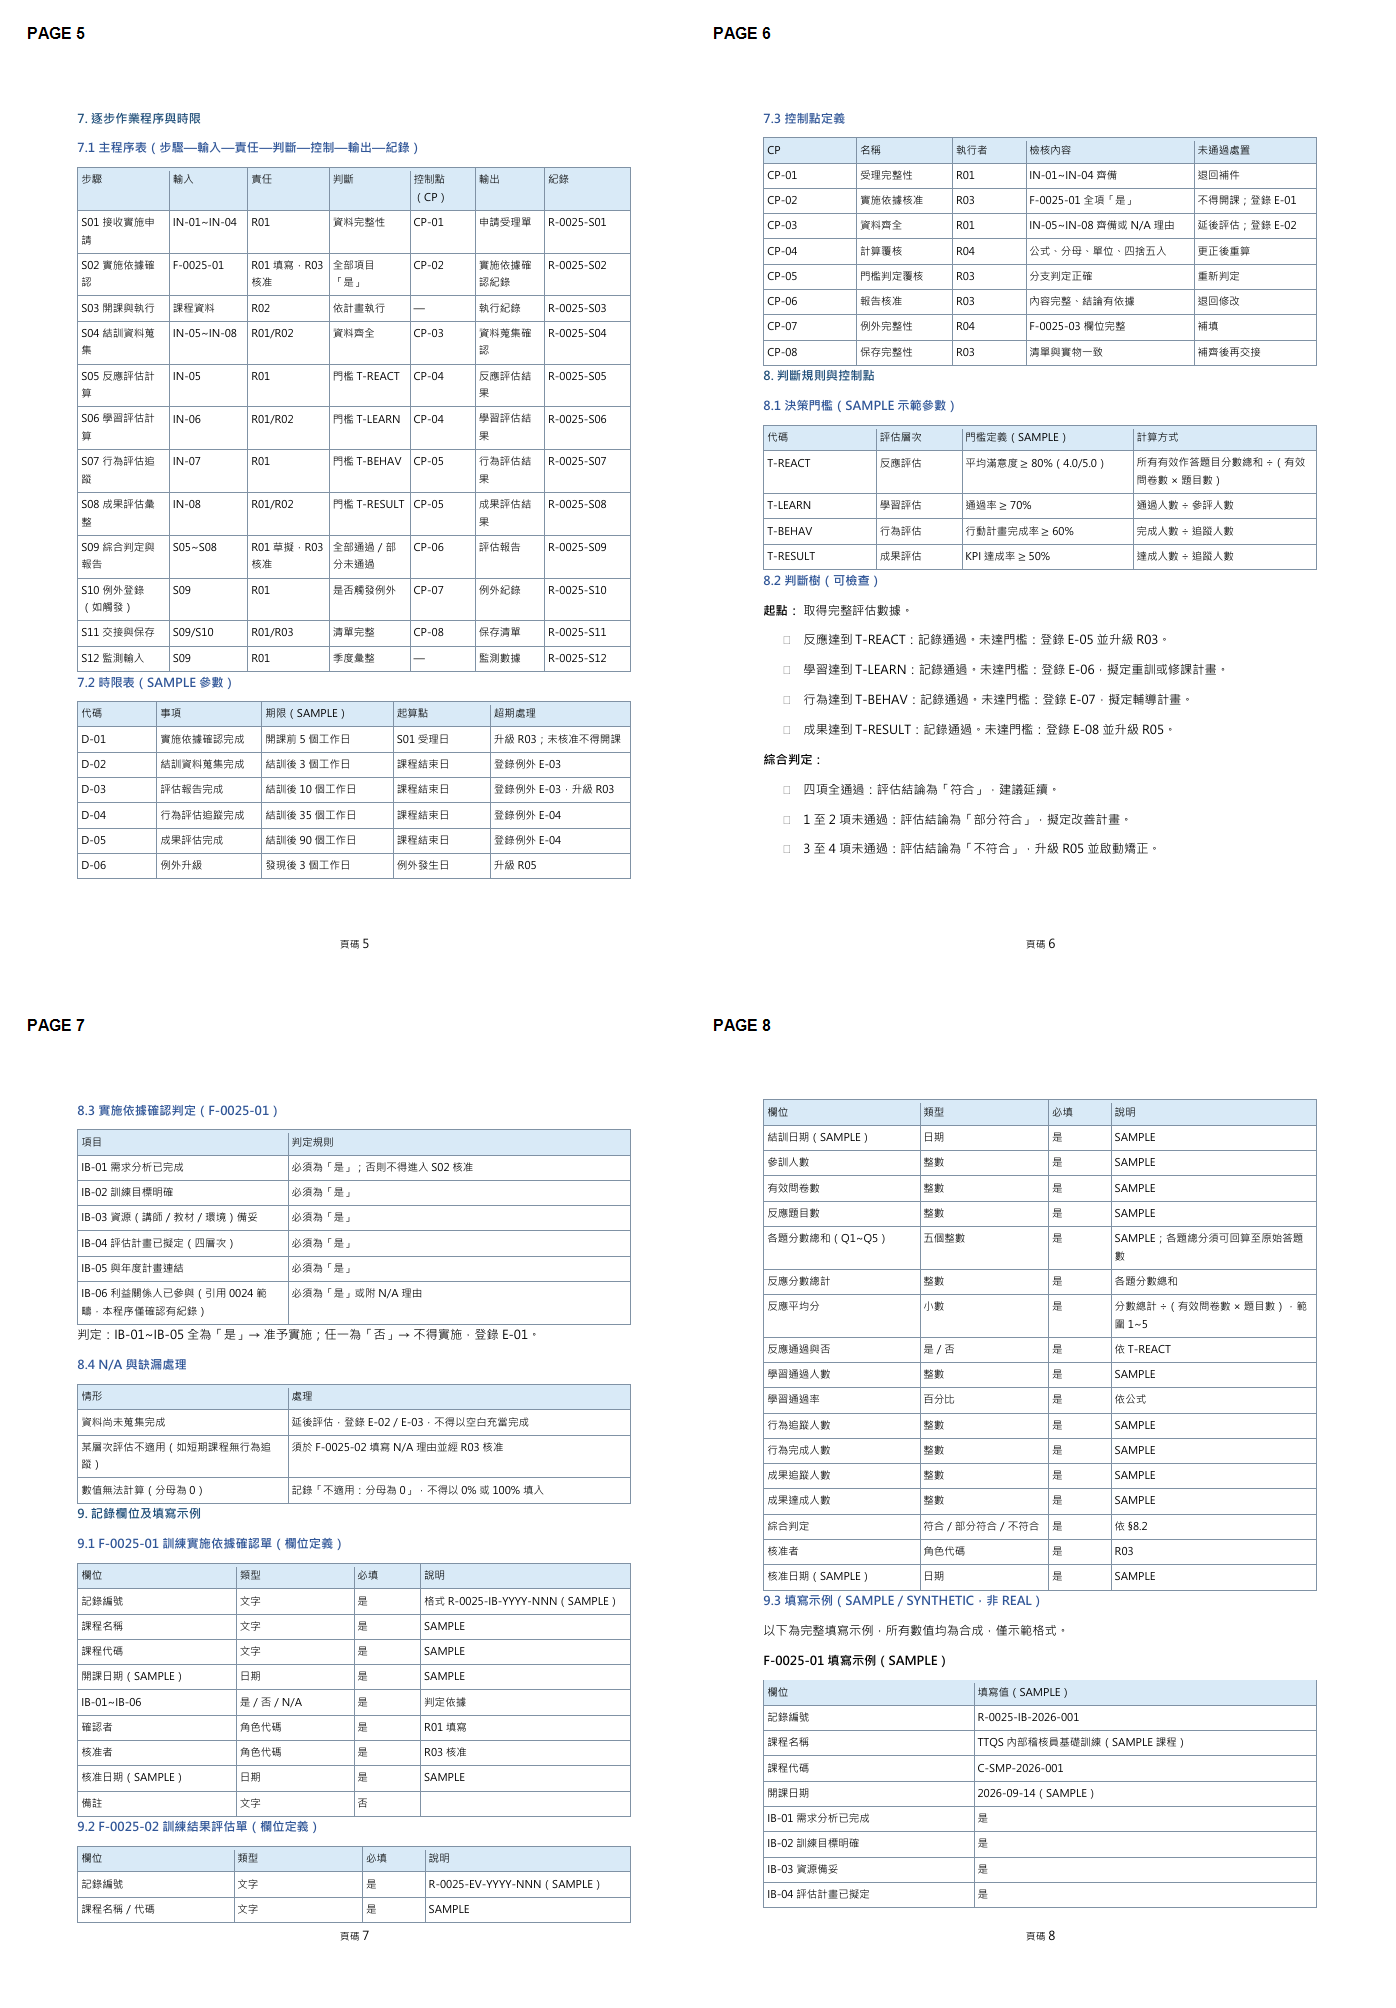 PAGE 5
7. 逐步作業程序與時限
7.1 主程序表（步驟—輸入—責任—判斷—控制—輸出—紀錄）
步驟 輸入 責任 判斷 控制點（CP） 輸出 紀錄
S01 接收實施申請 IN-01~IN-04 R01 資料完整性 CP-01 申請受理單 R-0025-S01
S02 實施依據確認 F-0025-01 R01 填寫，R03 核准 全部項目「是」 CP-02 實施依據確認紀錄 R-0025-S02
S03 開課與執行 課程資料 R02 依計畫執行 — 執行紀錄 R-0025-S03
S04 結訓資料蒐集 IN-05~IN-08 R01/R02 資料齊全 CP-03 資料蒐集確認 R-0025-S04
S05 反應評估計算 IN-05 R01 門檻 T-REACT CP-04 反應評估結果 R-0025-S05
S06 學習評估計算 IN-06 R01/R02 門檻 T-LEARN CP-04 學習評估結果 R-0025-S06
S07 行為評估追蹤 IN-07 R01 門檻 T-BEHAV CP-05 行為評估結果 R-0025-S07
S08 成果評估彙整 IN-08 R01/R02 門檻 T-RESULT CP-05 成果評估結果 R-0025-S08
S09 綜合判定與報告 S05~S08 R01 草擬，R03 核准 全部通過 / 部分未通過 CP-06 評估報告 R-0025-S09
S10 例外登錄（如觸發） S09 R01 是否觸發例外 CP-07 例外紀錄 R-0025-S10
S11 交接與保存 S09/S10 R01/R03 清單完整 CP-08 保存清單 R-0025-S11
S12 監測輸入 S09 R01 季度彙整 — 監測數據 R-0025-S12
7.2 時限表（SAMPLE 參數）
代碼 事項 期限（SAMPLE） 起算點 超期處理
D-01 實施依據確認完成 開課前 5 個工作日 S01 受理日 升級 R03；未核准不得開課
D-02 結訓資料蒐集完成 結訓後 3 個工作日 課程結束日 登錄例外 E-03
D-03 評估報告完成 結訓後 10 個工作日 課程結束日 登錄例外 E-03，升級 R03
D-04 行為評估追蹤完成 結訓後 35 個工作日 課程結束日 登錄例外 E-04
D-05 成果評估完成 結訓後 90 個工作日 課程結束日 登錄例外 E-04
D-06 例外升級 發現後 3 個工作日 例外發生日 升級 R05
頁碼 5
PAGE 6
7.3 控制點定義
CP 名稱 執行者 檢核內容 未通過處置
CP-01 受理完整性 R01 IN-01~IN-04 齊備 退回補件
CP-02 實施依據核准 R03 F-0025-01 全項「是」 不得開課；登錄 E-01
CP-03 資料齊全 R01 IN-05~IN-08 齊備或 N/A 理由 延後評估；登錄 E-02
CP-04 計算覆核 R04 公式、分母、單位、四捨五入 更正後重算
CP-05 門檻判定覆核 R03 分支判定正確 重新判定
CP-06 報告核准 R03 內容完整、結論有依據 退回修改
CP-07 例外完整性 R04 F-0025-03 欄位完整 補填
CP-08 保存完整性 R03 清單與實物一致 補齊後再交接
8. 判斷規則與控制點
8.1 決策門檻（SAMPLE 示範參數）
代碼 評估層次 門檻定義（SAMPLE） 計算方式
T-REACT 反應評估 平均滿意度 ≥ 80%（4.0/5.0） 所有有效作答題目分數總和 ÷（有效問卷數 × 題目數）
T-LEARN 學習評估 通過率 ≥ 70% 通過人數 ÷ 參評人數
T-BEHAV 行為評估 行動計畫完成率 ≥ 60% 完成人數 ÷ 追蹤人數
T-RESULT 成果評估 KPI 達成率 ≥ 50% 達成人數 ÷ 追蹤人數
8.2 判斷樹（可檢查）
起點： 取得完整評估數據。
□ 反應達到 T-REACT：記錄通過。未達門檻：登錄 E-05 並升級 R03。
□ 學習達到 T-LEARN：記錄通過。未達門檻：登錄 E-06，擬定重訓或修課計畫。
□ 行為達到 T-BEHAV：記錄通過。未達門檻：登錄 E-07，擬定輔導計畫。
□ 成果達到 T-RESULT：記錄通過。未達門檻：登錄 E-08 並升級 R05。
綜合判定：
□ 四項全通過：評估結論為「符合」，建議延續。
□ 1 至 2 項未通過：評估結論為「部分符合」，擬定改善計畫。
□ 3 至 4 項未通過：評估結論為「不符合」，升級 R05 並啟動矯正。
頁碼 6
PAGE 7
8.3 實施依據確認判定（F-0025-01）
項目 判定規則
IB-01 需求分析已完成 必須為「是」；否則不得進入 S02 核准
IB-02 訓練目標明確 必須為「是」
IB-03 資源（講師 / 教材 / 環境）備妥 必須為「是」
IB-04 評估計畫已擬定（四層次） 必須為「是」
IB-05 與年度計畫連結 必須為「是」
IB-06 利益關係人已參與（引用 0024 範疇，本程序僅確認有紀錄） 必須為「是」或附 N/A 理由
判定：IB-01~IB-05 全為「是」→ 准予實施；任一為「否」→ 不得實施，登錄 E-01。
8.4 N/A 與缺漏處理
情形 處理
資料尚未蒐集完成 延後評估，登錄 E-02 / E-03，不得以空白充當完成
某層次評估不適用（如短期課程無行為追蹤） 須於 F-0025-02 填寫 N/A 理由並經 R03 核准
數值無法計算（分母為 0） 記錄「不適用：分母為 0」，不得以 0% 或 100% 填入
9. 記錄欄位及填寫示例
9.1 F-0025-01 訓練實施依據確認單（欄位定義）
欄位 類型 必填 說明
記錄編號 文字 是 格式 R-0025-IB-YYYY-NNN（SAMPLE）
課程名稱 文字 是 SAMPLE
課程代碼 文字 是 SAMPLE
開課日期（SAMPLE） 日期 是 SAMPLE
IB-01~IB-06 是 / 否 / N/A 是 判定依據
確認者 角色代碼 是 R01 填寫
核准者 角色代碼 是 R03 核准
核准日期（SAMPLE） 日期 是 SAMPLE
備註 文字 否
9.2 F-0025-02 訓練結果評估單（欄位定義）
欄位 類型 必填 說明
記錄編號 文字 是 R-0025-EV-YYYY-NNN（SAMPLE）
課程名稱 / 代碼 文字 是 SAMPLE
頁碼 7
PAGE 8
欄位 類型 必填 說明
結訓日期（SAMPLE） 日期 是 SAMPLE
參訓人數 整數 是 SAMPLE
有效問卷數 整數 是 SAMPLE
反應題目數 整數 是 SAMPLE
各題分數總和（Q1~Q5） 五個整數 是 SAMPLE；各題總分須可回算至原始答題數
反應分數總計 整數 是 各題分數總和
反應平均分 小數 是 分數總計 ÷（有效問卷數 × 題目數），範圍 1~5
反應通過與否 是 / 否 是 依 T-REACT
學習通過人數 整數 是 SAMPLE
學習通過率 百分比 是 依公式
行為追蹤人數 整數 是 SAMPLE
行為完成人數 整數 是 SAMPLE
成果追蹤人數 整數 是 SAMPLE
成果達成人數 整數 是 SAMPLE
綜合判定 符合 / 部分符合 / 不符合 是 依 §8.2
核准者 角色代碼 是 R03
核准日期（SAMPLE） 日期 是 SAMPLE
9.3 填寫示例（SAMPLE / SYNTHETIC，非 REAL）
以下為完整填寫示例，所有數值均為合成，僅示範格式。
F-0025-01 填寫示例（SAMPLE）
欄位 填寫值（SAMPLE）
記錄編號 R-0025-IB-2026-001
課程名稱 TTQS 內部稽核員基礎訓練（SAMPLE 課程）
課程代碼 C-SMP-2026-001
開課日期 2026-09-14（SAMPLE）
IB-01 需求分析已完成 是
IB-02 訓練目標明確 是
IB-03 資源備妥 是
IB-04 評估計畫已擬定 是
頁碼 8